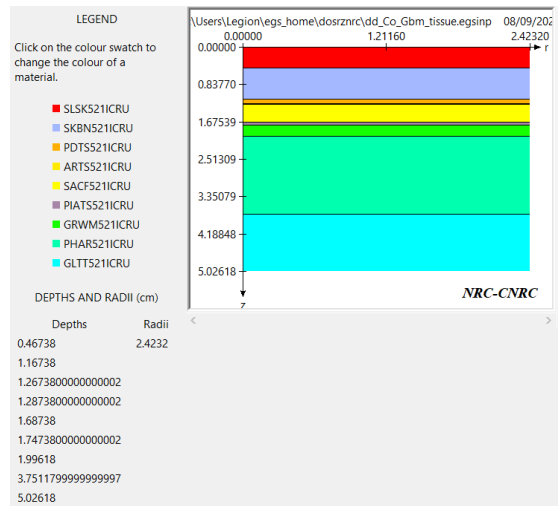 LEGEND
Click on the colour swatch to
change the colour of a
material.
SLSK521ICRU
SKBN521ICRU
PDTS521ICRU
ARTS521ICRU
SACF521ICRU
PIATS521ICRU
GRWM521ICRU
PHAR521ICRU
GLTT521ICRU
DEPTHS AND RADII (cm)
Depths Radii
0.46738 2.4232
1.16738
1.2673800000000002
1.2873800000000002
1.68738
1.7473800000000002
1.99618
3.7511799999999997
5.02618
\Users\Legion\egs_home\dosrznrc\dd_Co_Gbm_tissue.egsinp 08/09/202
0.00000 1.21160 2.42320
r
0.00000
0.83770
1.67539
2.51309
3.35079
4.18848
5.02618
z
NRC-CNRC